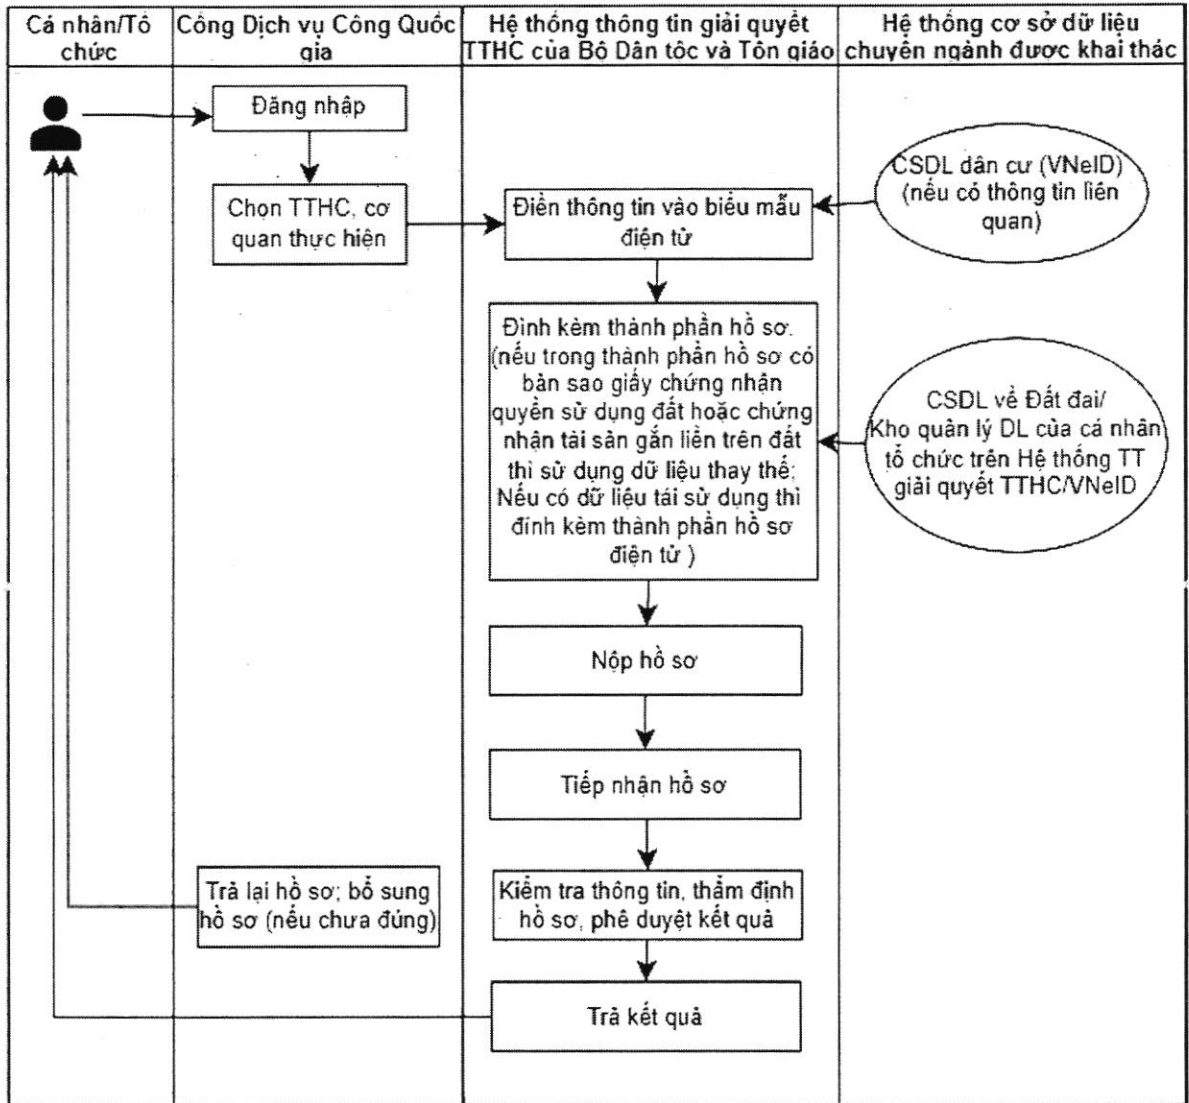 Cá nhân/Tổ
chức
Cổng Dịch vụ Công Quốc
gia
Hệ thống thông tin giải quyết
TTHC của Bộ Dân tộc và Tôn giáo
Hệ thống cơ sở dữ liệu
chuyên ngành được khai thác
Đăng nhập
Chọn TTHC, cơ
quan thực hiện
Điền thông tin vào biểu mẫu
điện tử
CSDL dân cư (VNeID)
(nếu có thông tin liên
quan)
Đính kèm thành phần hồ sơ.
(nếu trong thành phần hồ sơ có
bản sao giấy chứng nhận
quyền sử dụng đất hoặc chứng
nhận tài sản gắn liền trên đất
thì sử dụng dữ liệu thay thế;
Nếu có dữ liệu tái sử dụng thì
đính kèm thành phần hồ sơ
điện tử )
CSDL về Đất đai/
Kho quản lý DL của cá nhân
tổ chức trên Hệ thống TT
giải quyết TTHC/VNeID
Nộp hồ sơ
Tiếp nhận hồ sơ
Trả lại hồ sơ; bổ sung
hồ sơ (nếu chưa đúng)
Kiểm tra thông tin, thẩm định
hồ sơ, phê duyệt kết quả
Trả kết quả